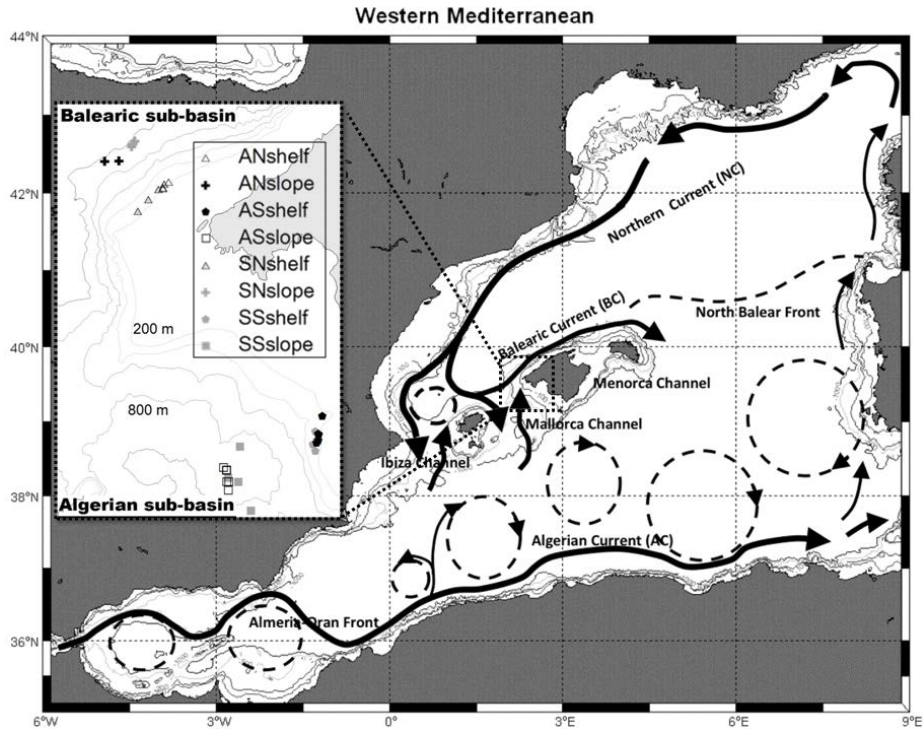 Western Mediterranean
44°N
Balearic sub-basin
ANshelf
ANslope
ASshelf
ASslope
SNshelf
SNslope
SSshelf
SSslope
200 m
800 m
Algerian sub-basin
42°N
Northern Current (NC)
Balearic Current (BC)
North Balear Front
40°N
Menorca Channel
Mallorca Channel
Ibiza Channel
38°N
Algerian Current (AC)
Almeria-Oran Front
36°N
6°W
3°W
0°
3°E
6°E
9°E